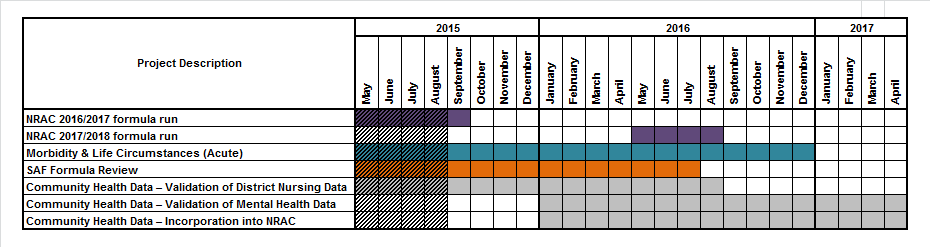 2015 2016 2017
Project Description
May June July August September October November December January February March April May June July August September October November December January February March April
NRAC 2016/2017 formula run
NRAC 2017/2018 formula run
Morbidity & Life Circumstances (Acute)
SAF Formula Review
Community Health Data – Validation of District Nursing Data
Community Health Data – Validation of Mental Health Data
Community Health Data – Incorporation into NRAC